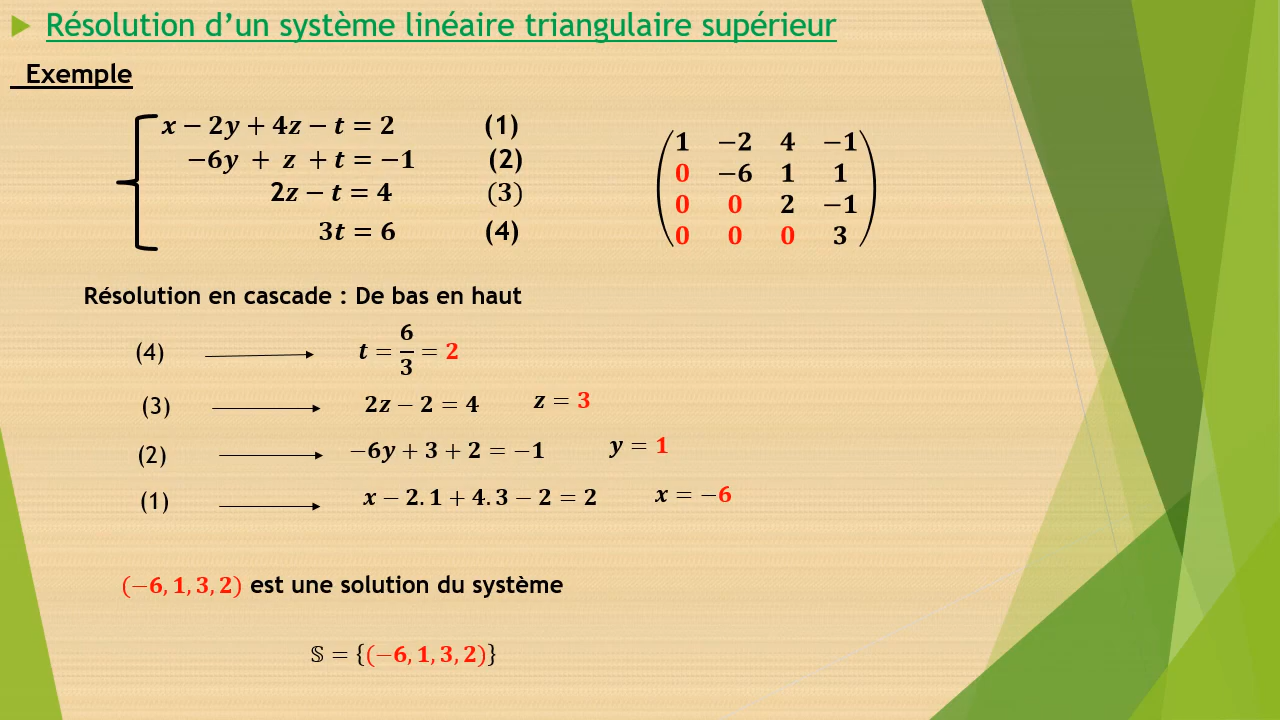 Résolution d’un système linéaire triangulaire supérieur
Exemple
x − 2y + 4z − t = 2 (1)
−6y + z + t = −1 (2)
2z − t = 4 (3)
3t = 6 (4)
1 −2 4 −1
0 −6 1 1
0 0 2 −1
0 0 0 3
Résolution en cascade : De bas en haut
(4) t = 6/3 = 2
(3) 2z − 2 = 4 z = 3
(2) −6y + 3 + 2 = −1 y = 1
(1) x − 2. 1 + 4. 3 − 2 = 2 x = −6
(−6, 1, 3, 2) est une solution du système
𝕊 = {(−6, 1, 3, 2)}